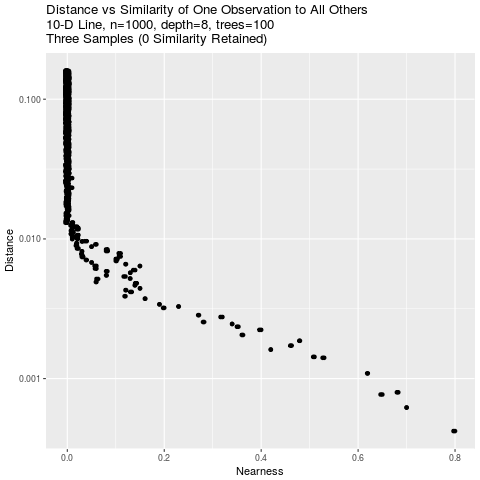 Distance vs Similarity of One Observation to All Others
10-D Line, n=1000, depth=8, trees=100
Three Samples (0 Similarity Retained)
0.100
0.010
0.001
Distance
0.0 0.2 0.4 0.6 0.8
Nearness